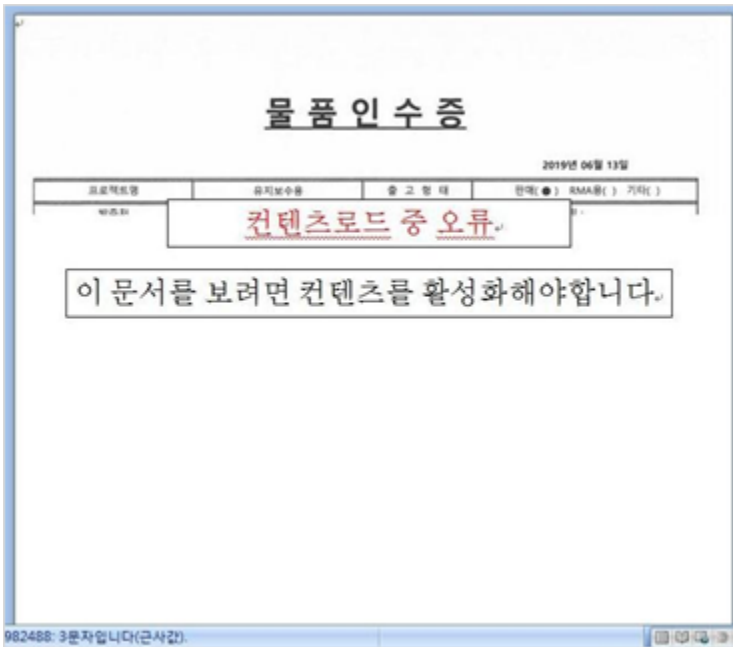 물 품 인 수 증
2019년 06월 13일
프로젝트명 유지보수용 출 고 형 태 판매( ● ) RMA용( ) 기타( )
컨텐츠로드 중 오류
이 문서를 보려면 컨텐츠를 활성화해야합니다.
982488: 3문자입니다(근사값).